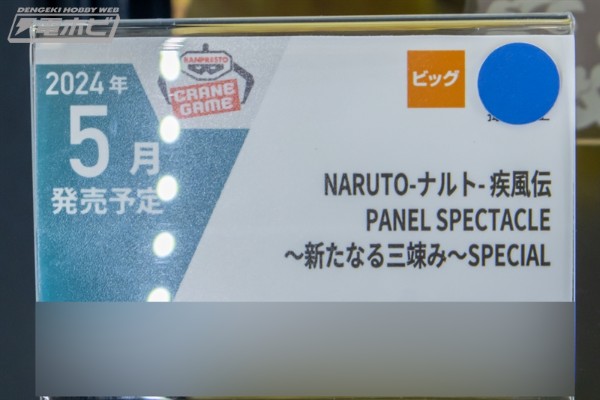 DENGEKI HOBBY WEB
電ホビ
2024年
5月
発売予定
BANPRESTO
CRANE
GAME
ビッグ
NARUTO-ナルト- 疾風伝
PANEL SPECTACLE
～新たなる三竦み～SPECIAL